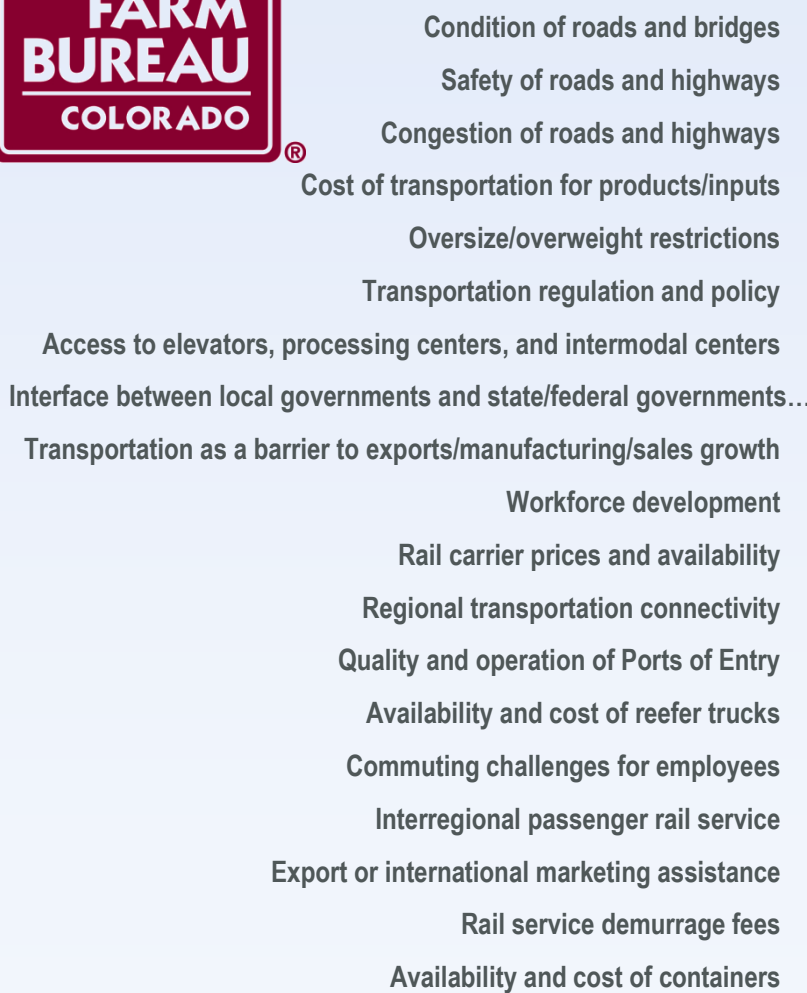 FARM
BUREAU
COLORADO
®
Condition of roads and bridges
Safety of roads and highways
Congestion of roads and highways
Cost of transportation for products/inputs
Oversize/overweight restrictions
Transportation regulation and policy
Access to elevators, processing centers, and intermodal centers
Interface between local governments and state/federal governments…
Transportation as a barrier to exports/manufacturing/sales growth
Workforce development
Rail carrier prices and availability
Regional transportation connectivity
Quality and operation of Ports of Entry
Availability and cost of reefer trucks
Commuting challenges for employees
Interregional passenger rail service
Export or international marketing assistance
Rail service demurrage fees
Availability and cost of containers